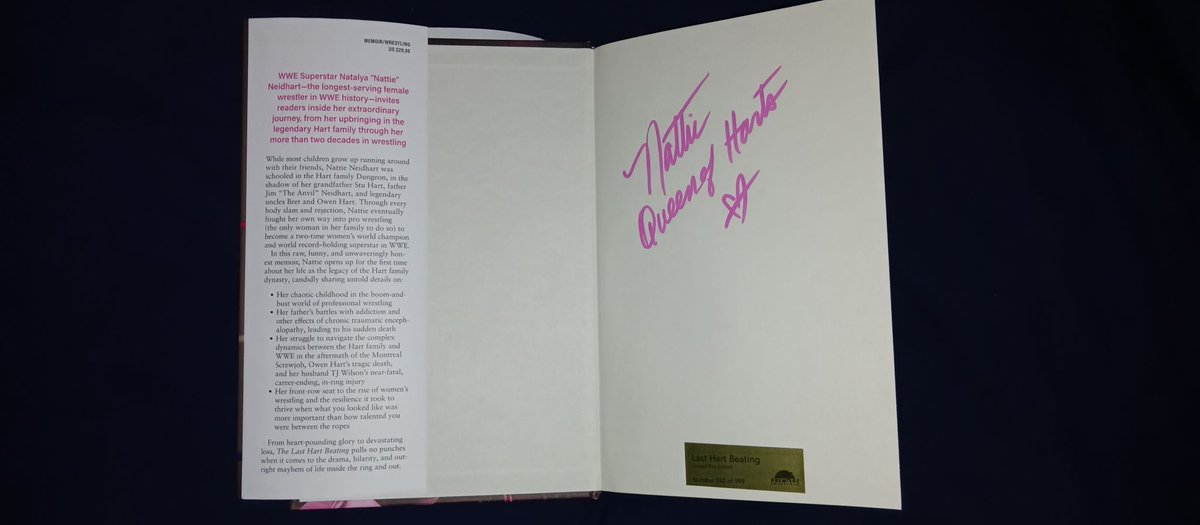 MEMOIR/WRESTLING
US $29.95
WWE Superstar Natalya "Nattie"
Neidhart—the longest-serving female
wrestler in WWE history—invites
readers inside her extraordinary
journey, from her upbringing in the
legendary Hart family through her
more than two decades in wrestling
While most children grow up running around
with their friends, Nattie Neidhart was
schooled in the Hart family Dungeon, in the
shadow of her grandfather Stu Hart, father
Jim “The Anvil” Neidhart, and legendary
uncles Bret and Owen Hart. Through every
body slam and rejection, Nattie eventually
fought her own way into pro wrestling
(the only woman in her family to do so) to
become a two-time women’s world champion
and world record–holding superstar in WWE.
In this raw, funny, and unwaveringly hon-
est memoir, Nattie opens up for the first time
about her life as the legacy of the Hart family
dynasty, candidly sharing untold details on:
• Her chaotic childhood in the boom-and-
bust world of professional wrestling
• Her father’s battles with addiction and
other effects of chronic traumatic enceph-
alopathy, leading to his sudden death
• Her struggle to navigate the complex
dynamics between the Hart family and
WWE in the aftermath of the Montreal
Screwjob, Owen Hart’s tragic death,
and her husband TJ Wilson’s near-fatal,
career-ending, in-ring injury
• Her front-row seat to the rise of women’s
wrestling and the resilience it took to
thrive when what you looked like was
more important than how talented you
were between the ropes
From heart-pounding glory to devastating
loss, The Last Hart Beating pulls no punches
when it comes to the drama, hilarity, and out-
right mayhem of life inside the ring and out.
Nattie
Queen of Harts
Last Hart Beating
Number of 999
PREMIERE